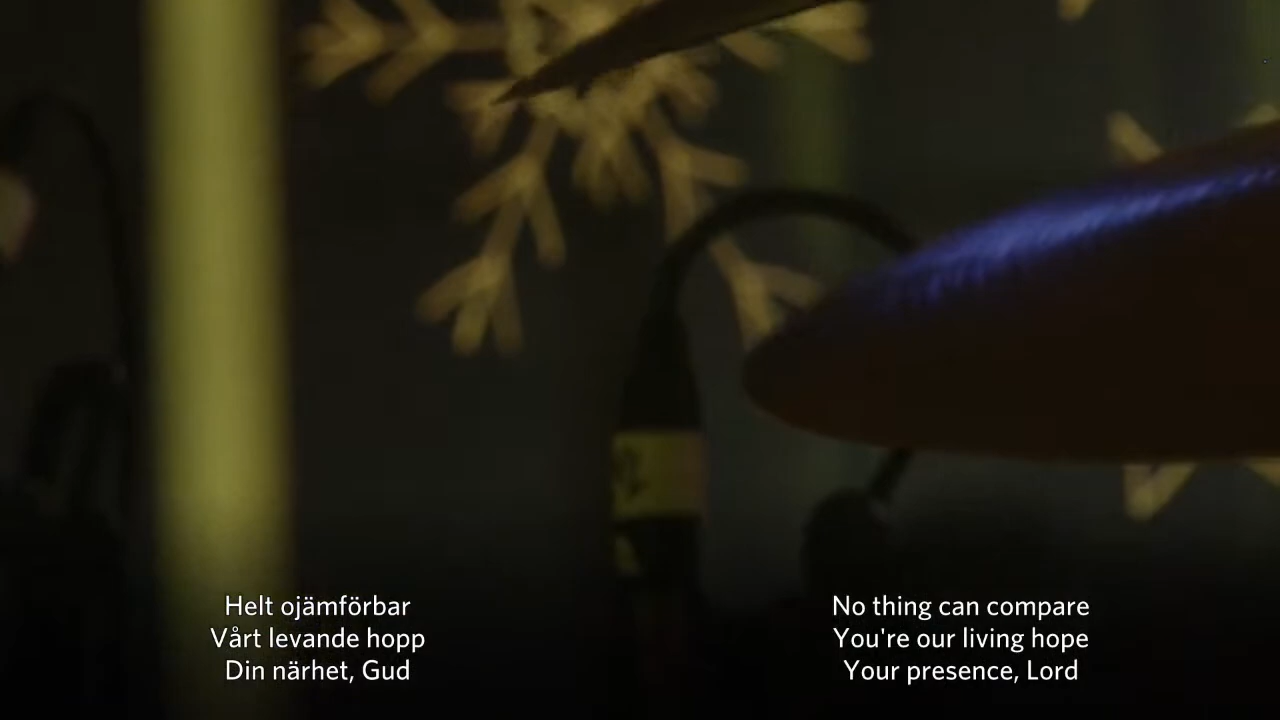 Helt ojämförbar
Vårt levande hopp
Din närhet, Gud
No thing can compare
You're our living hope
Your presence, Lord